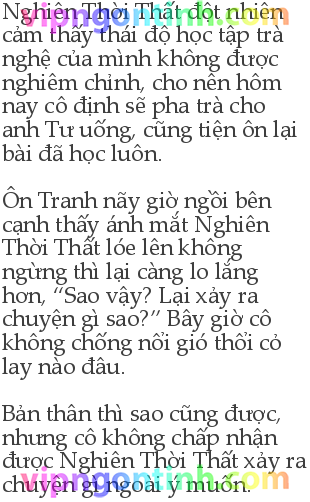 Nghiên Thời Thất đột nhiên
vipngontinh.com
cảm thấy thái độ học tập trà
nghệ của mình không được
nghiêm chỉnh, cho nên hôm
nay cô định sẽ pha trà cho
anh Tư uống, cũng tiện ôn lại
bài đã học luôn.
Ôn Tranh nãy giờ ngồi bên
cạnh thấy ánh mắt Nghiên
Thời Thất lóe lên không
ngừng thì lại càng lo lắng
hơn, “Sao vậy? Lại xảy ra
chuyện gì sao?” Bây giờ cô
không chống nổi gió thổi cỏ
lay nào đâu.
Bản thân thì sao cũng được,
nhưng cô không chấp nhận
được Nghiên Thời Thất xảy ra
vipngontinh.com
chuyện gì ngoài ý muốn.